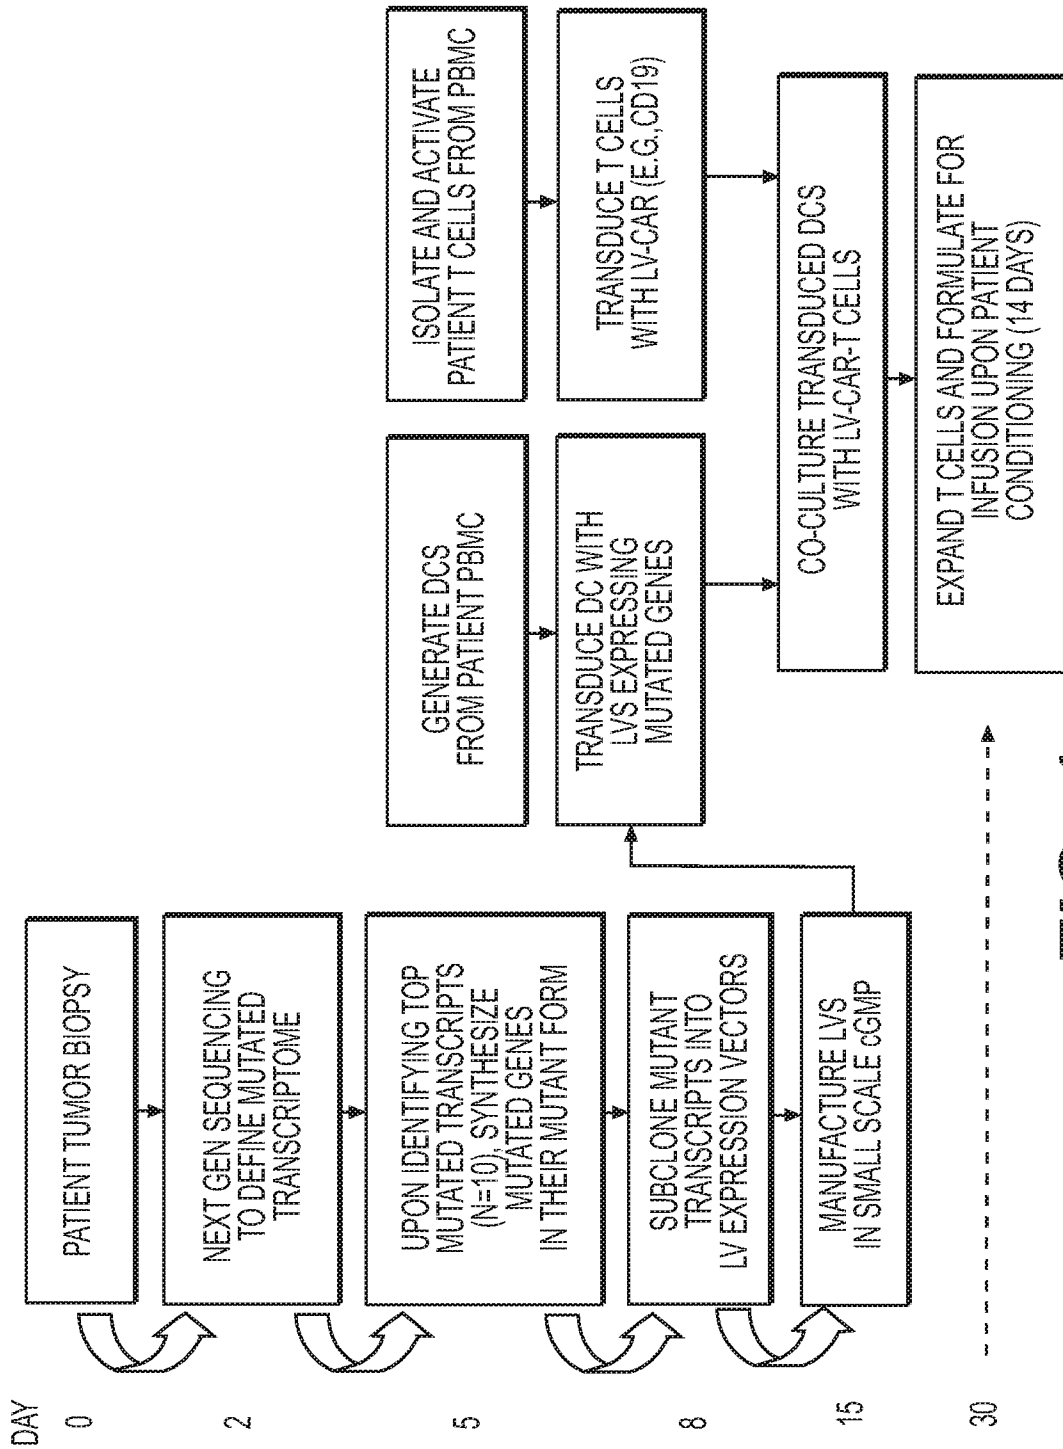 DAY
0
2
5
8
15
30
PATIENT TUMOR BIOPSY
NEXT GEN SEQUENCING
TO DEFINE MUTATED
TRANSCRIPTOME
UPON IDENTIFYING TOP
MUTATED TRANSCRIPTS
(N=10), SYNTHESIZE
MUTATED GENES
IN THEIR MUTANT FORM
SUBCLONE MUTANT
TRANSCRIPTS INTO
LV EXPRESSION VECTORS
MANUFACTURE LVS
IN SMALL SCALE cGMP
GENERATE DCS
FROM PATIENT PBMC
TRANSDUCE DC WITH
LVS EXPRESSING
MUTATED GENES
ISOLATE AND ACTIVATE
PATIENT T CELLS FROM PBMC
TRANSDUCE T CELLS
WITH LV-CAR (E.G., CD19)
CO-CULTURE TRANSDUCED DCS
WITH LV-CAR-T CELLS
EXPAND T CELLS AND FORMULATE FOR
INFUSION UPON PATIENT
CONDITIONING (14 DAYS)